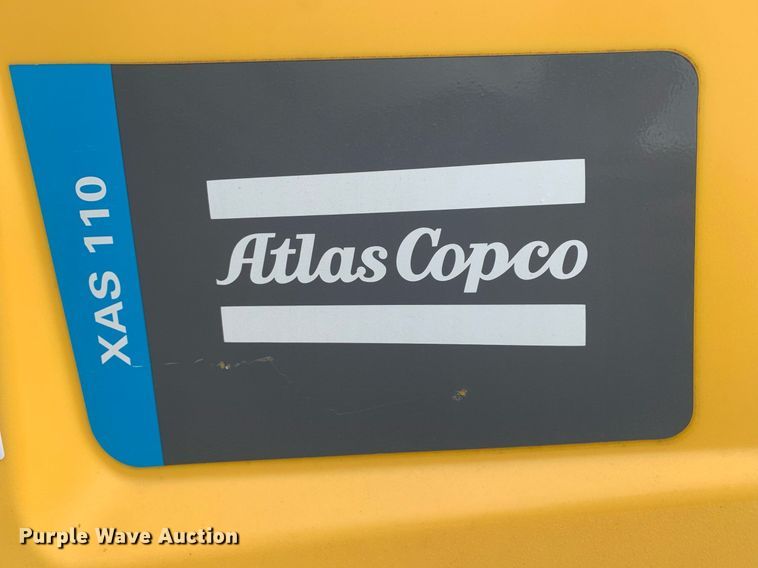 XAS 110
Atlas Copco
Purple Wave Auction